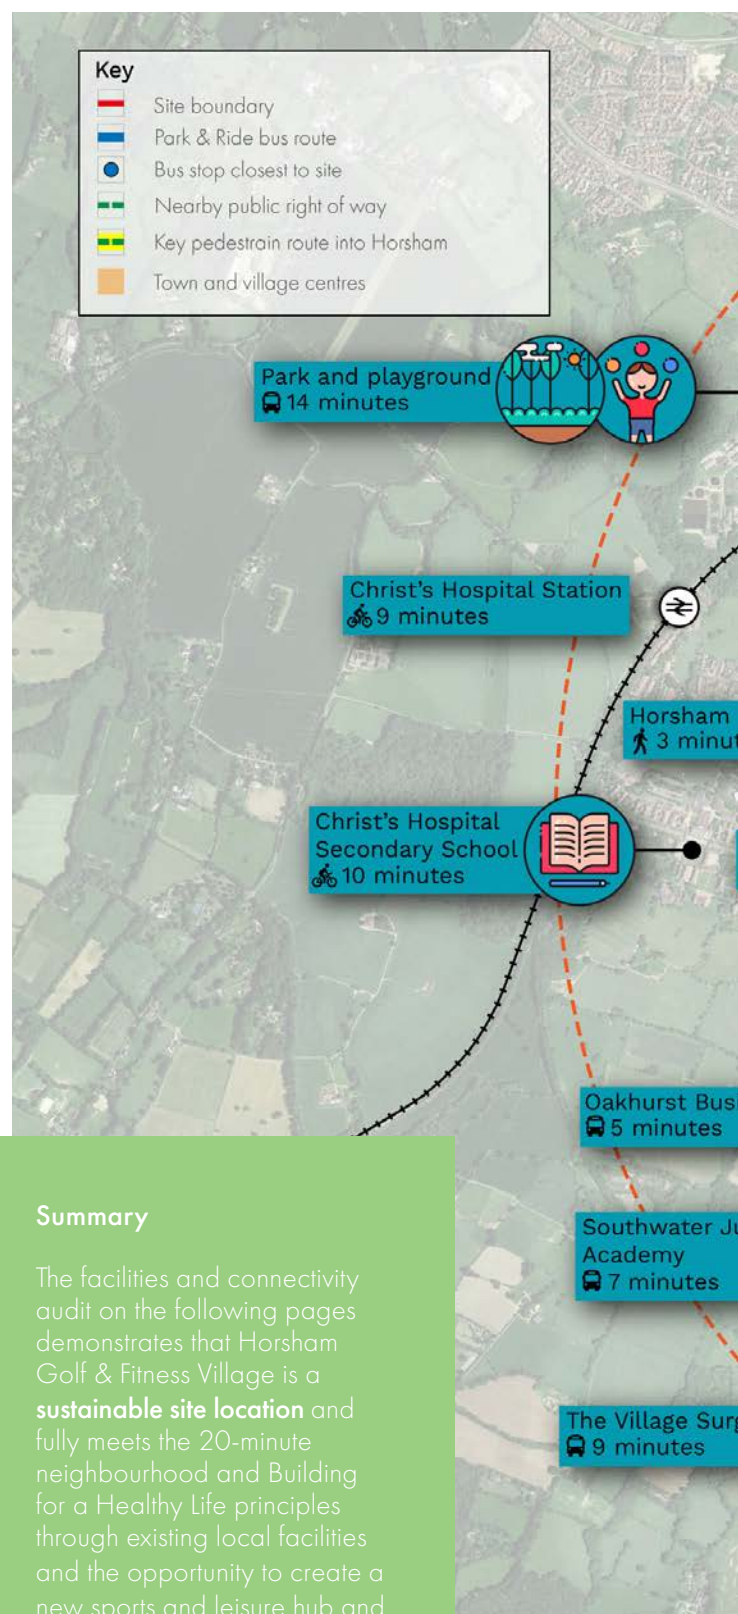 Key
Site boundary
Park & Ride bus route
Bus stop closest to site
Nearby public right of way
Key pedestrain route into Horsham
Town and village centres
Park and playground
14 minutes
Christ's Hospital Station
9 minutes
Horsham
3 minut
Christ's Hospital
Secondary School
10 minutes
Oakhurst Bus
5 minutes
Southwater Ju
Academy
7 minutes
The Village Surg
9 minutes
Summary
The facilities and connectivity
audit on the following pages
demonstrates that Horsham
Golf & Fitness Village is a
sustainable site location and
fully meets the 20-minute
neighbourhood and Building
for a Healthy Life principles
through existing local facilities
and the opportunity to create a
new sports and leisure hub and